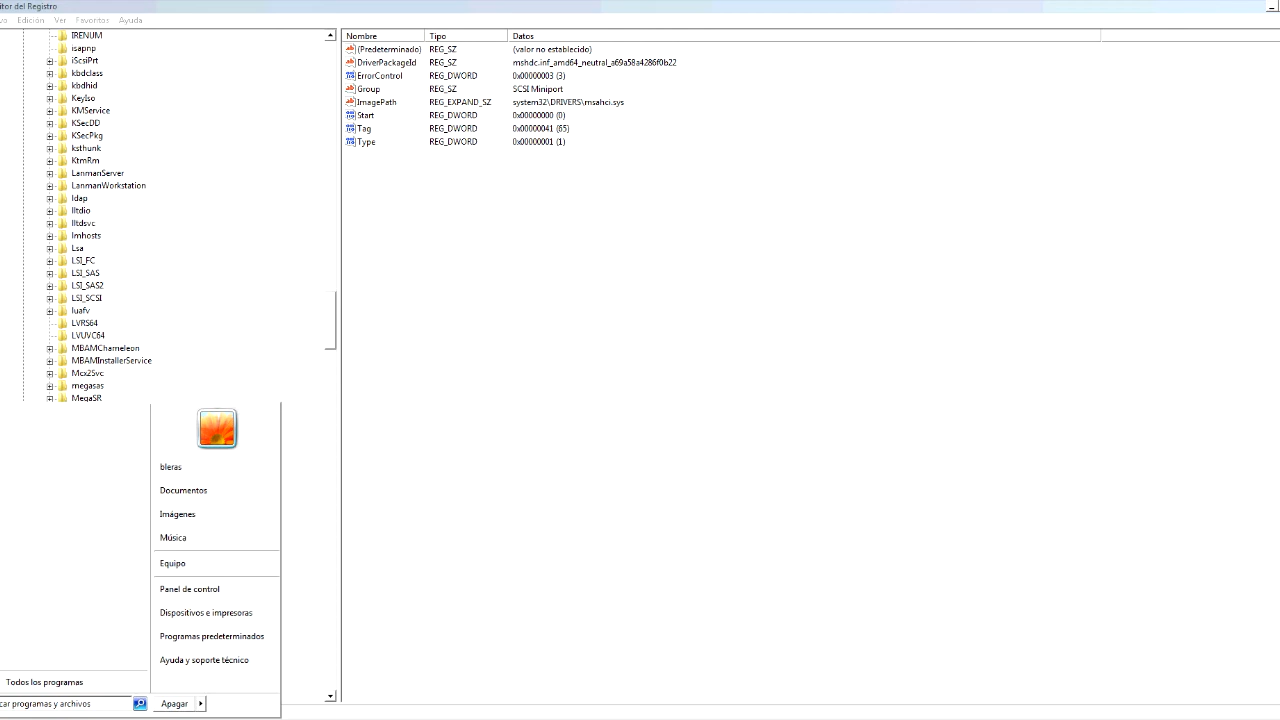 itor del Registro
vo Edición Ver Favoritos Ayuda
IRENUM
isapnp
iScsiPrt
kbdclass
kbdhid
KeyIso
KMService
KSecDD
KSecPkg
ksthunk
KtmRm
LanmanServer
LanmanWorkstation
ldap
lltdio
lltdsvc
lmhosts
Lsa
LSI_FC
LSI_SAS
LSI_SAS2
LSI_SCSI
luafv
LVRS64
LVUVC64
MBAMChameleon
MBAMInstallerService
Mcx2Svc
megasas
MegaSR
Nombre Tipo Datos
(Predeterminado) REG_SZ (valor no establecido)
DriverPackageId REG_SZ mshdc.inf_amd64_neutral_a69a58a4286f0b22
ErrorControl REG_DWORD 0x00000003 (3)
Group REG_SZ SCSI Miniport
ImagePath REG_EXPAND_SZ system32\DRIVERS\msahci.sys
Start REG_DWORD 0x00000000 (0)
Tag REG_DWORD 0x00000041 (65)
Type REG_DWORD 0x00000001 (1)
bleras
Documentos
Imágenes
Música
Equipo
Panel de control
Dispositivos e impresoras
Programas predeterminados
Ayuda y soporte técnico
Todos los programas
car programas y archivos
Apagar